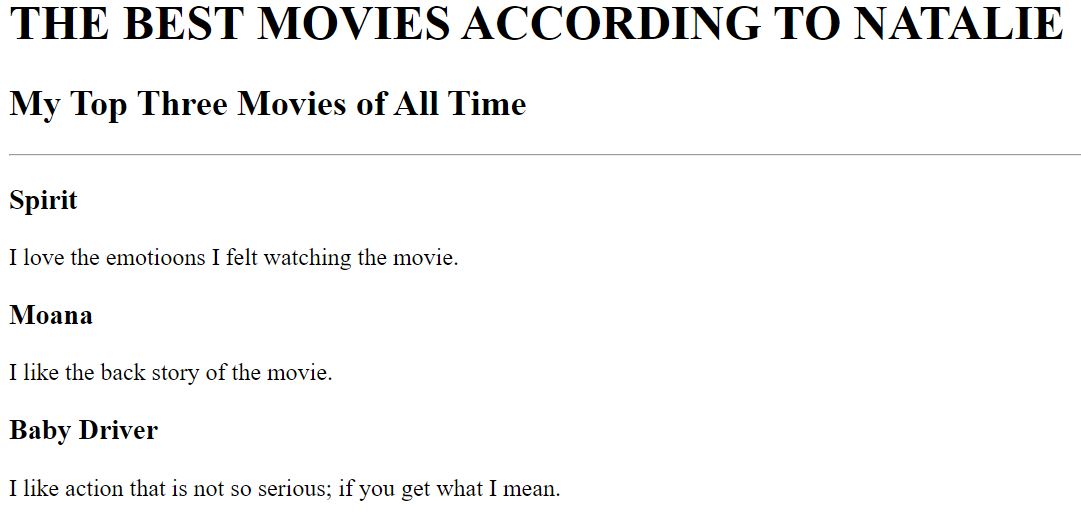 THE BEST MOVIES ACCORDING TO NATALIE
My Top Three Movies of All Time
Spirit
I love the emotioons I felt watching the movie.
Moana
I like the back story of the movie.
Baby Driver
I like action that is not so serious; if you get what I mean.